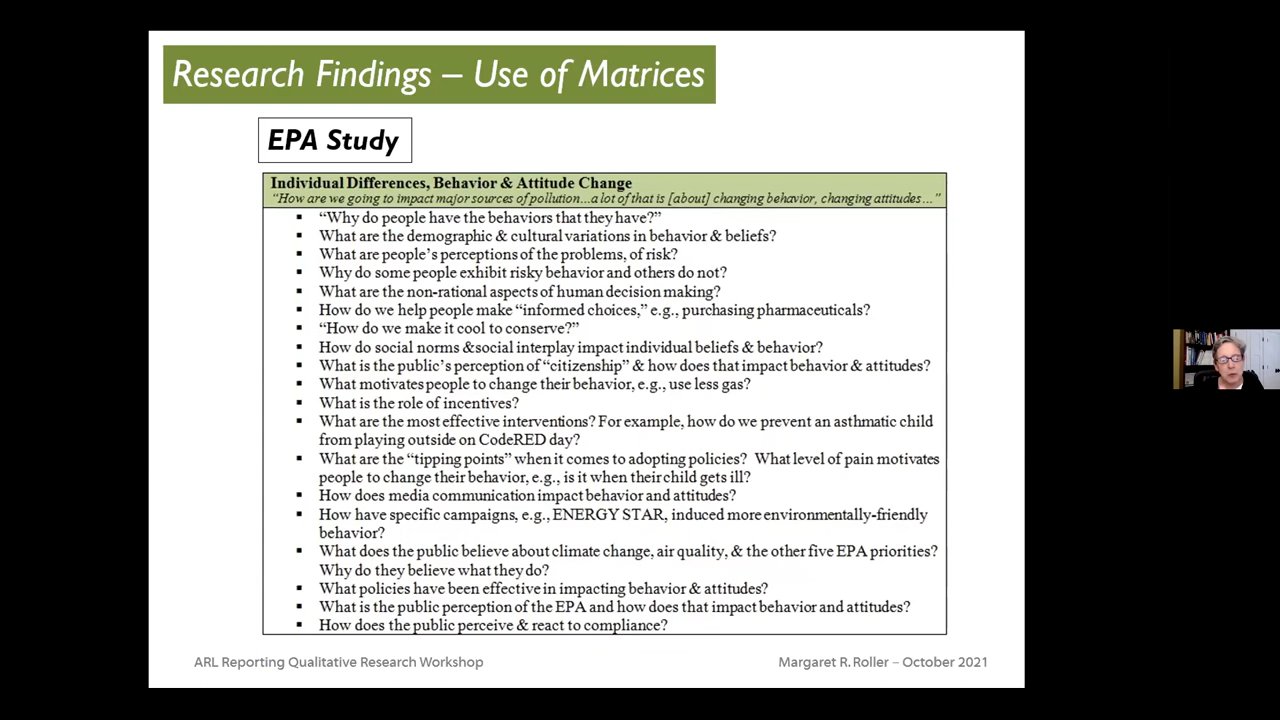 Research Findings – Use of Matrices
EPA Study
Individual Differences, Behavior & Attitude Change
"How are we going to impact major sources of pollution…a lot of that is [about] changing behavior, changing attitudes…"
▪ "Why do people have the behaviors that they have?"
▪ What are the demographic & cultural variations in behavior & beliefs?
▪ What are people's perceptions of the problems, of risk?
▪ Why do some people exhibit risky behavior and others do not?
▪ What are the non-rational aspects of human decision making?
▪ How do we help people make "informed choices," e.g., purchasing pharmaceuticals?
▪ "How do we make it cool to conserve?"
▪ How do social norms &social interplay impact individual beliefs & behavior?
▪ What is the public's perception of "citizenship" & how does that impact behavior & attitudes?
▪ What motivates people to change their behavior, e.g., use less gas?
▪ What is the role of incentives?
▪ What are the most effective interventions? For example, how do we prevent an asthmatic child
from playing outside on CodeRED day?
▪ What are the "tipping points" when it comes to adopting policies? What level of pain motivates
people to change their behavior, e.g., is it when their child gets ill?
▪ How does media communication impact behavior and attitudes?
▪ How have specific campaigns, e.g., ENERGY STAR, induced more environmentally-friendly
behavior?
▪ What does the public believe about climate change, air quality, & the other five EPA priorities?
Why do they believe what they do?
▪ What policies have been effective in impacting behavior & attitudes?
▪ What is the public perception of the EPA and how does that impact behavior and attitudes?
▪ How does the public perceive & react to compliance?
ARL Reporting Qualitative Research Workshop
Margaret R. Roller – October 2021